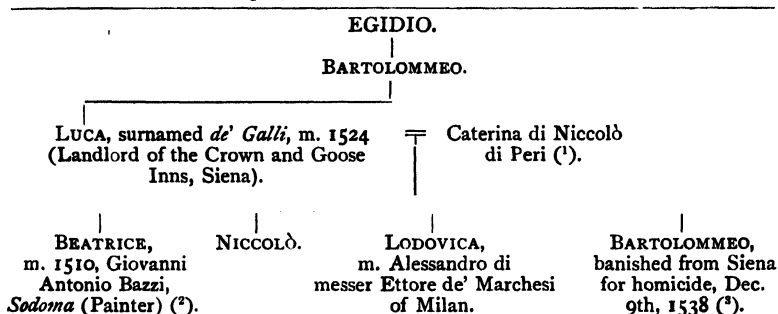 EGIDIO.
BARTOLOMMEO.
LUCA, surnamed de' Galli, m. 1524
(Landlord of the Crown and Goose
Inns, Siena).
Caterina di Niccolò
di Peri (¹).
BEATRICE,
m. 1510, Giovanni
Antonio Bazzi,
Sodoma (Painter) (²).
NICCOLÒ.
LODOVICA,
m. Alessandro di
messer Ettore de' Marchesi
of Milan.
BARTOLOMMEO,
banished from Siena
for homicide, Dec.
9th, 1538 (³).